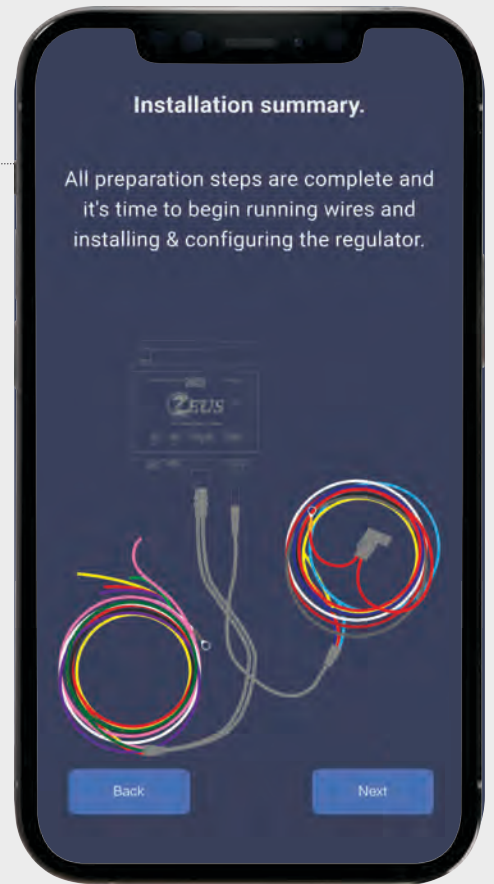 Installation summary.
All preparation steps are complete and
it's time to begin running wires and
installing & configuring the regulator.
ZEUS
Back
Next